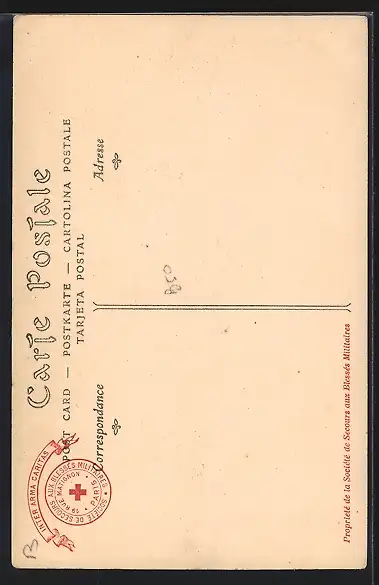 Carte Postale
POST CARD — POSTKARTE — CARTOLINA POSTALE
TARJETA POSTAL
Correspondance
Adresse
INTER ARMA CARITAS
SOCIÉTÉ DE SECOURS AUX BLESSÉS MILITAIRES
19 RUE MATIGNON
PARIS
Propriété de la Société de Secours aux Blessés Militaires